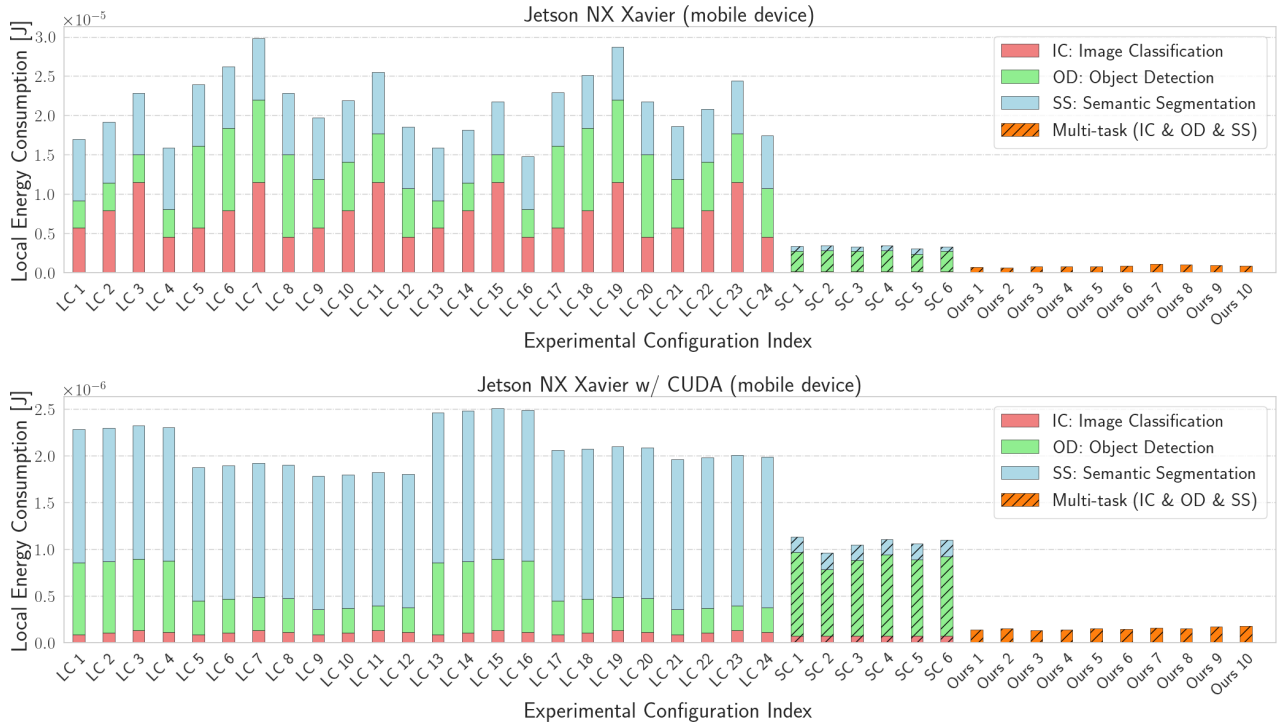 Jetson NX Xavier (mobile device)
×10⁻⁵
Local Energy Consumption [J]
3.0
2.5
2.0
1.5
1.0
0.5
0.0
IC: Image Classification
OD: Object Detection
SS: Semantic Segmentation
Multi-task (IC & OD & SS)
LC 1 LC 2 LC 3 LC 4 LC 5 LC 6 LC 7 LC 8 LC 9 LC 10 LC 11 LC 12 LC 13 LC 14 LC 15 LC 16 LC 17 LC 18 LC 19 LC 20 LC 21 LC 22 LC 23 LC 24 SC 1 SC 2 SC 3 SC 4 SC 5 SC 6 Ours 1 Ours 2 Ours 3 Ours 4 Ours 5 Ours 6 Ours 7 Ours 8 Ours 9 Ours 10
Experimental Configuration Index
Jetson NX Xavier w/ CUDA (mobile device)
×10⁻⁶
Local Energy Consumption [J]
2.5
2.0
1.5
1.0
0.5
0.0
IC: Image Classification
OD: Object Detection
SS: Semantic Segmentation
Multi-task (IC & OD & SS)
LC 1 LC 2 LC 3 LC 4 LC 5 LC 6 LC 7 LC 8 LC 9 LC 10 LC 11 LC 12 LC 13 LC 14 LC 15 LC 16 LC 17 LC 18 LC 19 LC 20 LC 21 LC 22 LC 23 LC 24 SC 1 SC 2 SC 3 SC 4 SC 5 SC 6 Ours 1 Ours 2 Ours 3 Ours 4 Ours 5 Ours 6 Ours 7 Ours 8 Ours 9 Ours 10
Experimental Configuration Index